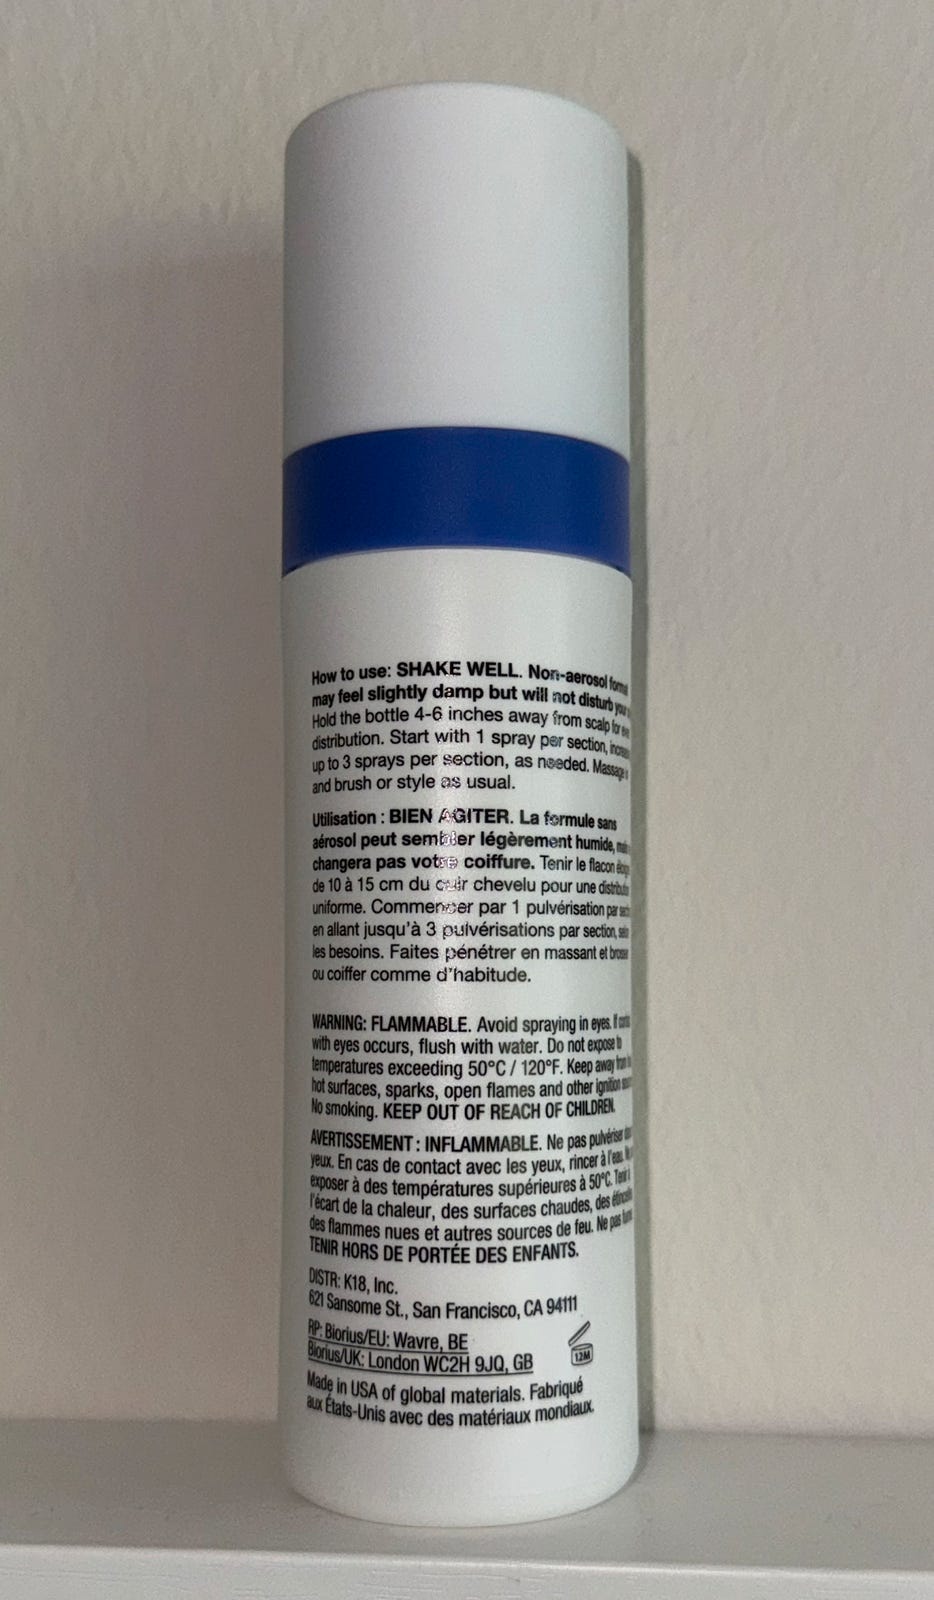 How to use: SHAKE WELL. Non-aerosol
may feel slightly damp but will not disturb your
Hold the bottle 4-6 inches away from scalp for
distribution. Start with 1 spray per section,
up to 3 sprays per section, as needed. Massage
and brush or style as usual.
Utilisation : BIEN AGITER. La formule sans
aérosol peut sembler légèrement humide,
changera pas votre coiffure. Tenir le flacon
de 10 à 15 cm du cuir chevelu pour une
uniforme. Commencer par 1 pulvérisation par
en allant jusqu'à 3 pulvérisations par section,
les besoins. Faites pénétrer en massant et
ou coiffer comme d'habitude.
WARNING: FLAMMABLE. Avoid spraying in eyes. If
with eyes occurs, flush with water. Do not expose to
temperatures exceeding 50°C / 120°F. Keep away from
hot surfaces, sparks, open flames and other ignition
No smoking. KEEP OUT OF REACH OF CHILDREN.
AVERTISSEMENT : INFLAMMABLE. Ne pas pulvériser
yeux. En cas de contact avec les yeux, rincer à l'eau.
exposer à des températures supérieures à 50°C. Tenir à
l'écart de la chaleur, des surfaces chaudes, des
des flammes nues et autres sources de feu. Ne pas
TENIR HORS DE PORTÉE DES ENFANTS.
DISTR: K18, Inc.
621 Sansome St., San Francisco, CA 94111
RP: Biorius/EU: Wavre, BE
Biorius/UK: London WC2H 9JQ, GB
12M
Made in USA of global materials. Fabriqué
aux États-Unis avec des matériaux mondiaux.